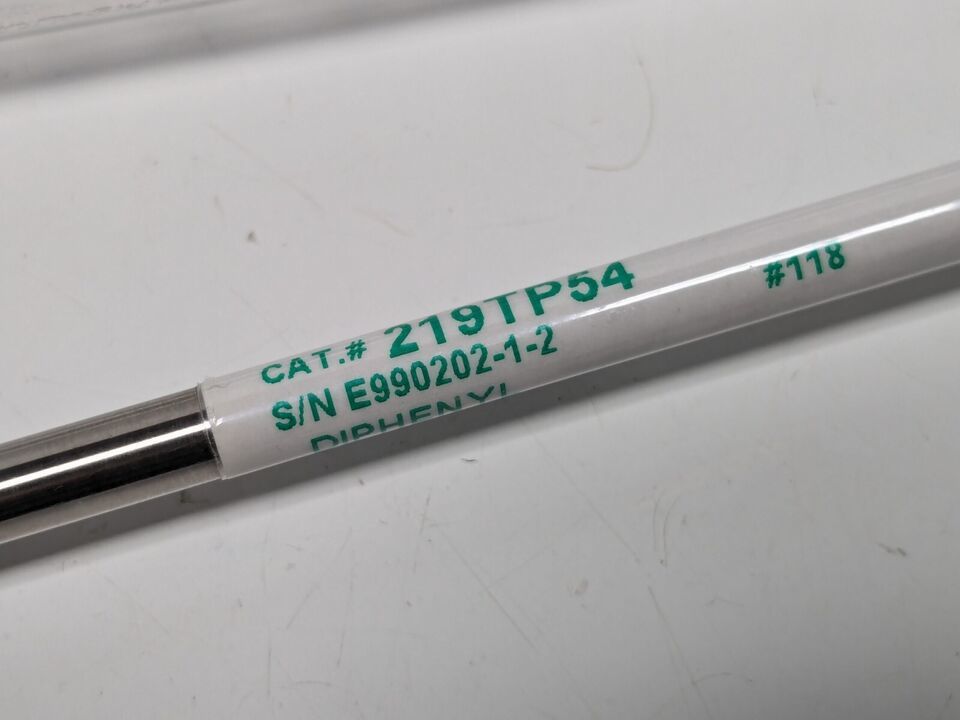 CAT.# 219TP54 #118
S/N E990202-1-2
DIPHENYL